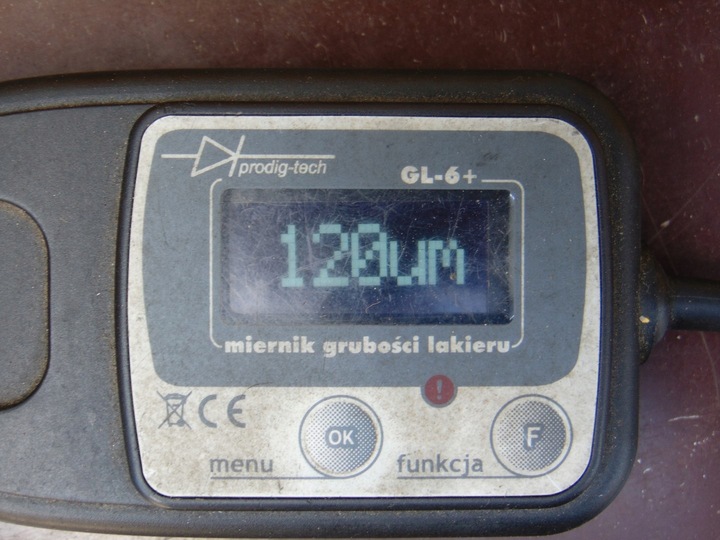 prodig-tech
GL-6+
120um
miernik grubości lakieru
!
CE
OK
F
menu
funkcja